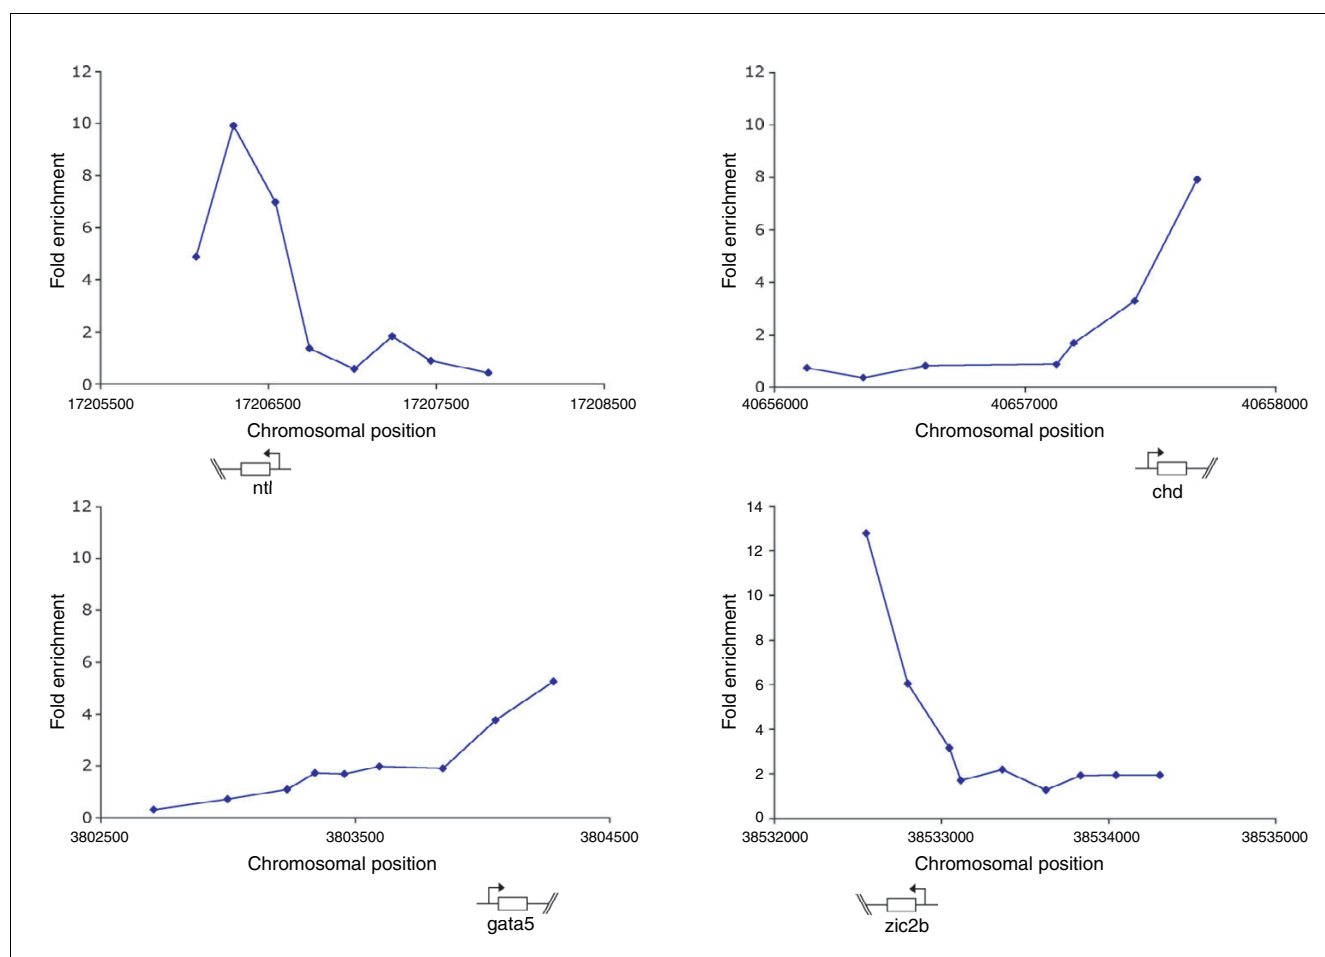 12
10
8
6
4
2
0
Fold enrichment
17205500 17206500 17207500 17208500
Chromosomal position
ntl
12
10
8
6
4
2
0
Fold enrichment
40656000 40657000 40658000
Chromosomal position
chd
12
10
8
6
4
2
0
Fold enrichment
3802500 3803500 3804500
Chromosomal position
gata5
14
12
10
8
6
4
2
0
Fold enrichment
38532000 38533000 38534000 38535000
Chromosomal position
zic2b